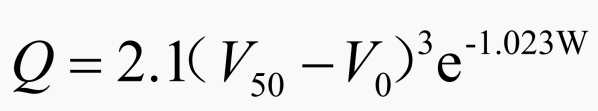 Q = 2.1( V₅₀ − V₀ )³e⁻¹·⁰²³ᵂ